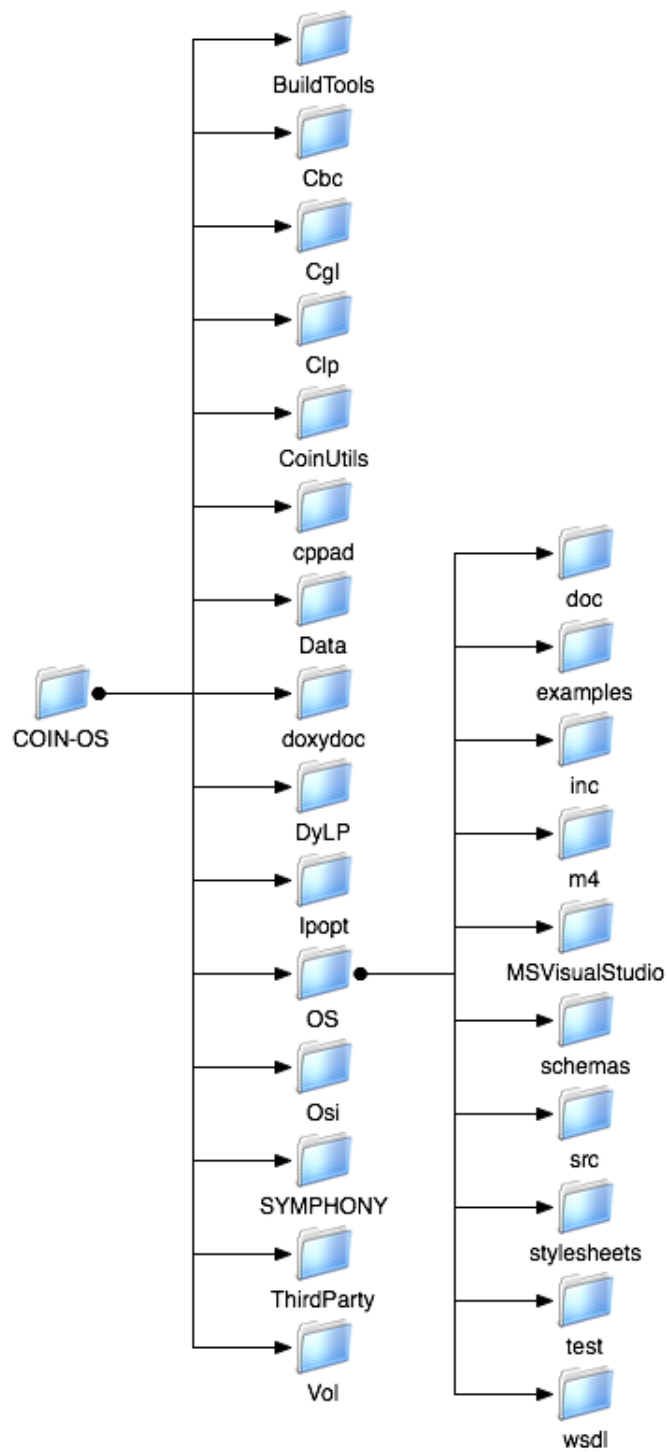 BuildTools
Cbc
Cgl
Clp
CoinUtils
cppad
Data
COIN-OS
doxydoc
DyLP
Ipopt
OS
Osi
SYMPHONY
ThirdParty
Vol
doc
examples
inc
m4
MSVisualStudio
schemas
src
stylesheets
test
wsdl